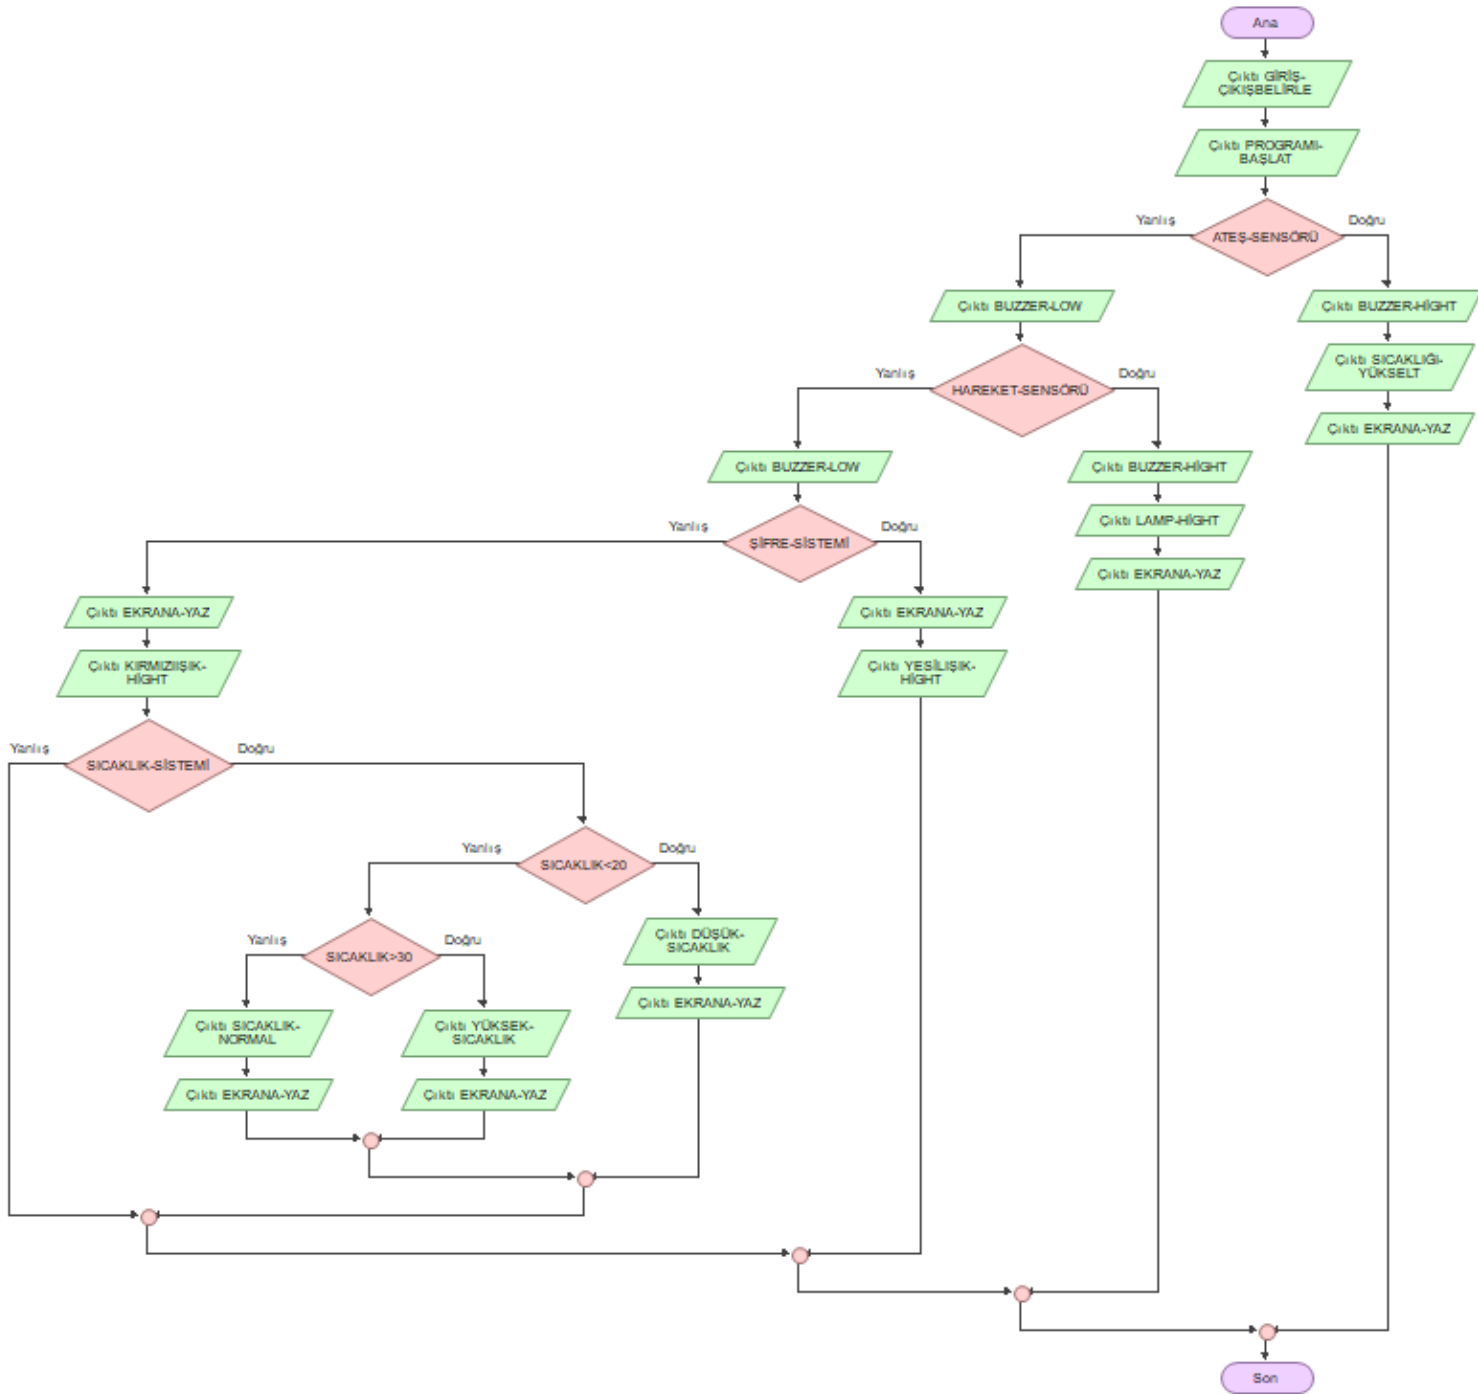 Ana
Çıktı GİRİŞ-
ÇIKIŞBELİRLE
Çıktı PROGRAMI-
BAŞLAT
Yanlış
Doğru
ATEŞ-SENSÖRÜ
Çıktı BUZZER-LOW
Çıktı BUZZER-HİGHT
Yanlış
Doğru
HAREKET-SENSÖRÜ
Çıktı SICAKLIĞI-
YÜKSELT
Çıktı EKRANA-YAZ
Çıktı BUZZER-LOW
Çıktı BUZZER-HİGHT
Yanlış
Doğru
ŞİFRE-SİSTEMİ
Çıktı LAMP-HİGHT
Çıktı EKRANA-YAZ
Çıktı EKRANA-YAZ
Çıktı EKRANA-YAZ
Çıktı KIRMIZIIŞIK-
HİGHT
Çıktı YESİLIŞIK-
HİGHT
Yanlış
Doğru
SICAKLIK-SİSTEMİ
Yanlış
Doğru
SICAKLIK<20
Yanlış
Doğru
SICAKLIK>30
Çıktı DÜŞÜK-
SICAKLIK
Çıktı EKRANA-YAZ
Çıktı SICAKLIK-
NORMAL
Çıktı YÜKSEK-
SICAKLIK
Çıktı EKRANA-YAZ
Çıktı EKRANA-YAZ
Son